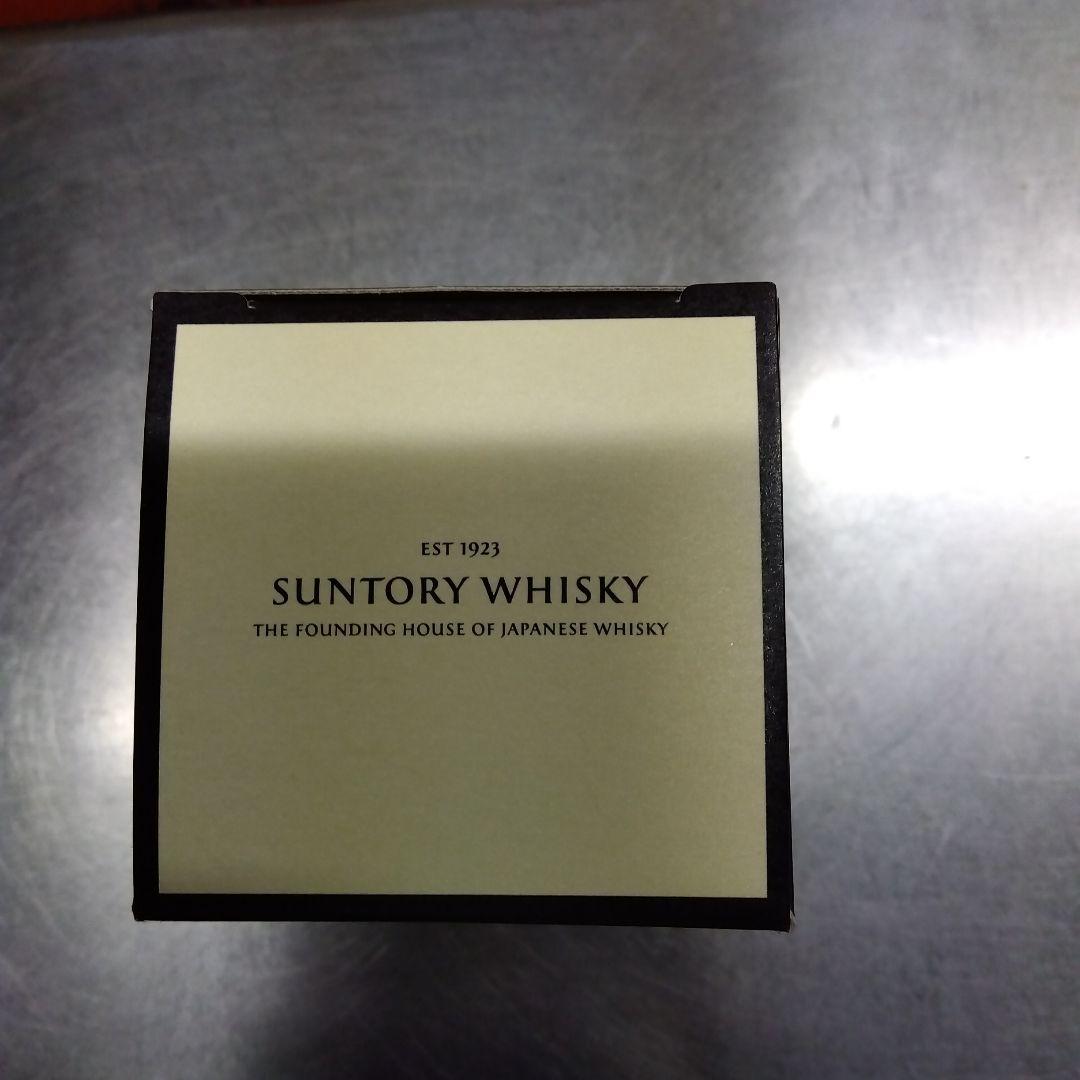 EST 1923
SUNTORY WHISKY
THE FOUNDING HOUSE OF JAPANESE WHISKY